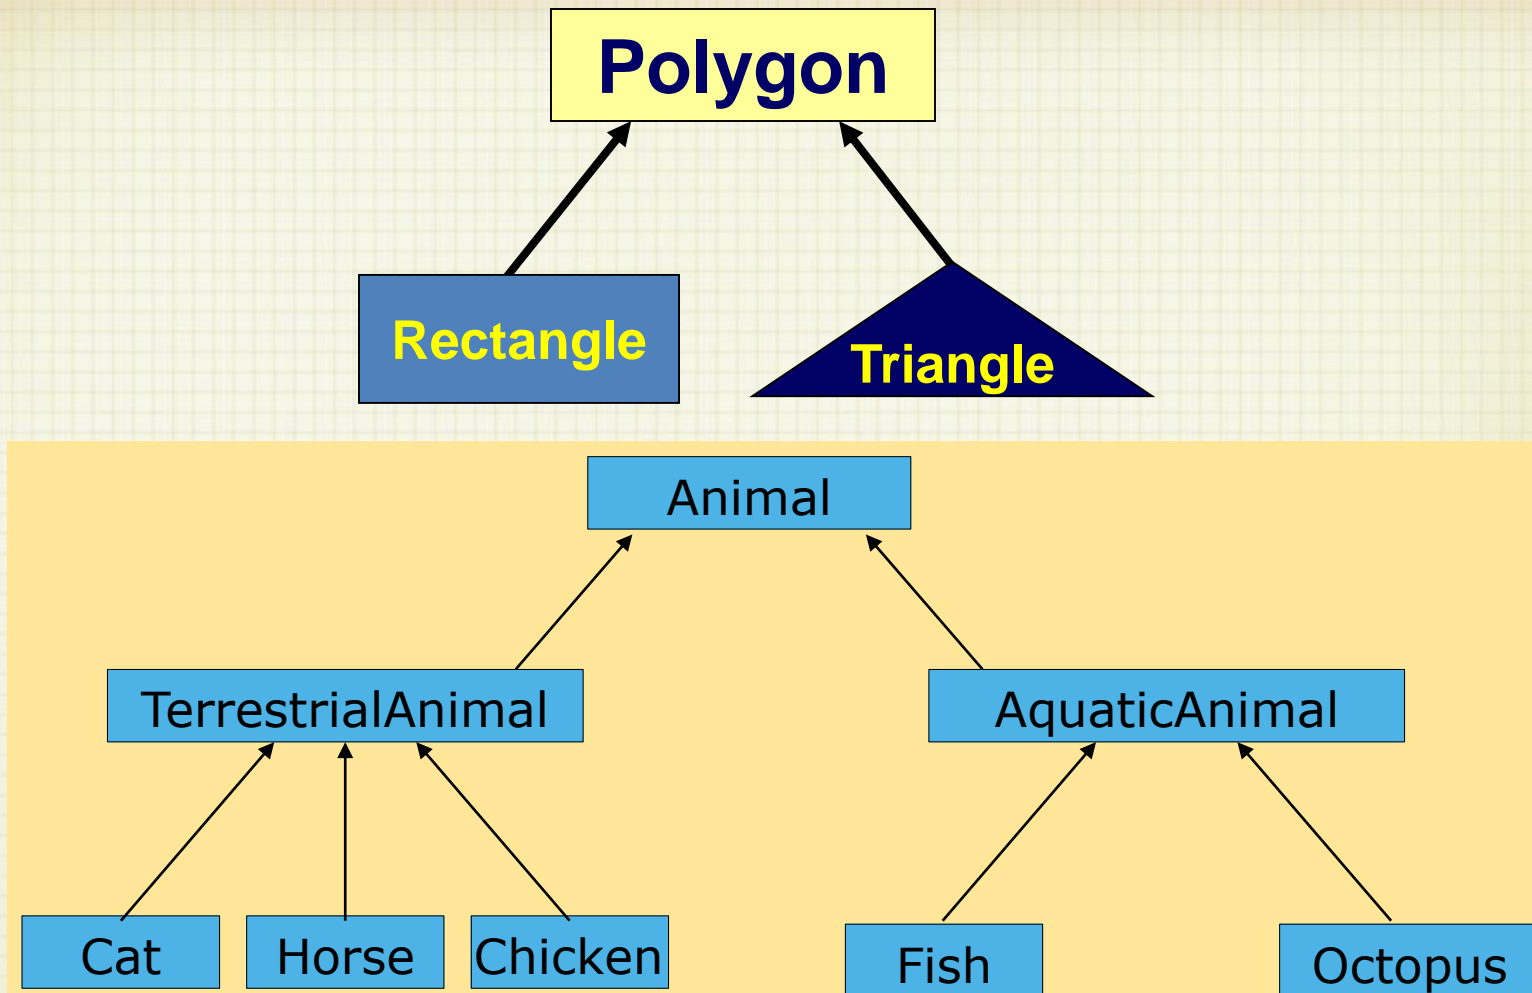 Polygon
Rectangle
Triangle
Animal
TerrestrialAnimal
AquaticAnimal
Cat
Horse
Chicken
Fish
Octopus